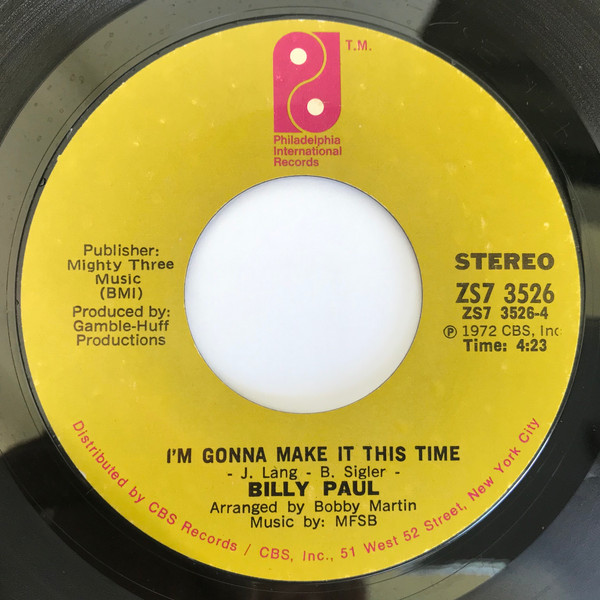 T.M.
Philadelphia
International
Records
Publisher:
Mighty Three
Music
(BMI)
Produced by:
Gamble-Huff
Productions
STEREO
ZS7 3526
ZS7 3526-4
℗ 1972 CBS, Inc
Time: 4:23
I'M GONNA MAKE IT THIS TIME
- J. Lang - B. Sigler -
BILLY PAUL
Arranged by Bobby Martin
Music by: MFSB
Distributed by CBS Records / CBS, Inc., 51 West 52 Street, New York City